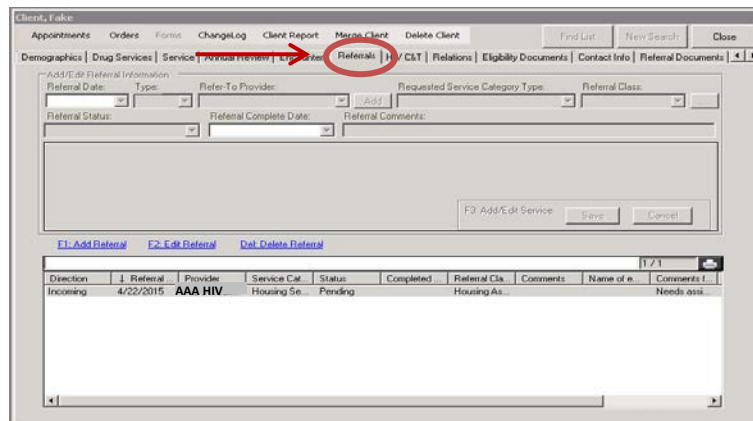 Client, Fake
Appointments Orders Forms ChangeLog Client Report Merge Client Delete Client Find List New Search Close
Demographics Drug Services Service Annual Review Encounters Referrals HIV C&T Relations Eligibility Documents Contact Info Referral Documents
Add/Edit Referral Information
Referral Date: Type: Refer-To Provider: Requested Service Category Type: Referral Class:
Add ...
Referral Status: Referral Complete Date: Referral Comments:
F3: Add/Edit Service Save Cancel
F1: Add Referral F2: Edit Referral Del: Delete Referral
1 / 1
Direction ↓ Referral ... Provider Service Cat... Status Completed ... Referral Cla... Comments Name of e... Comments f...
Incoming 4/22/2015 AAA HIV Housing Se... Pending Housing As... Needs assi...